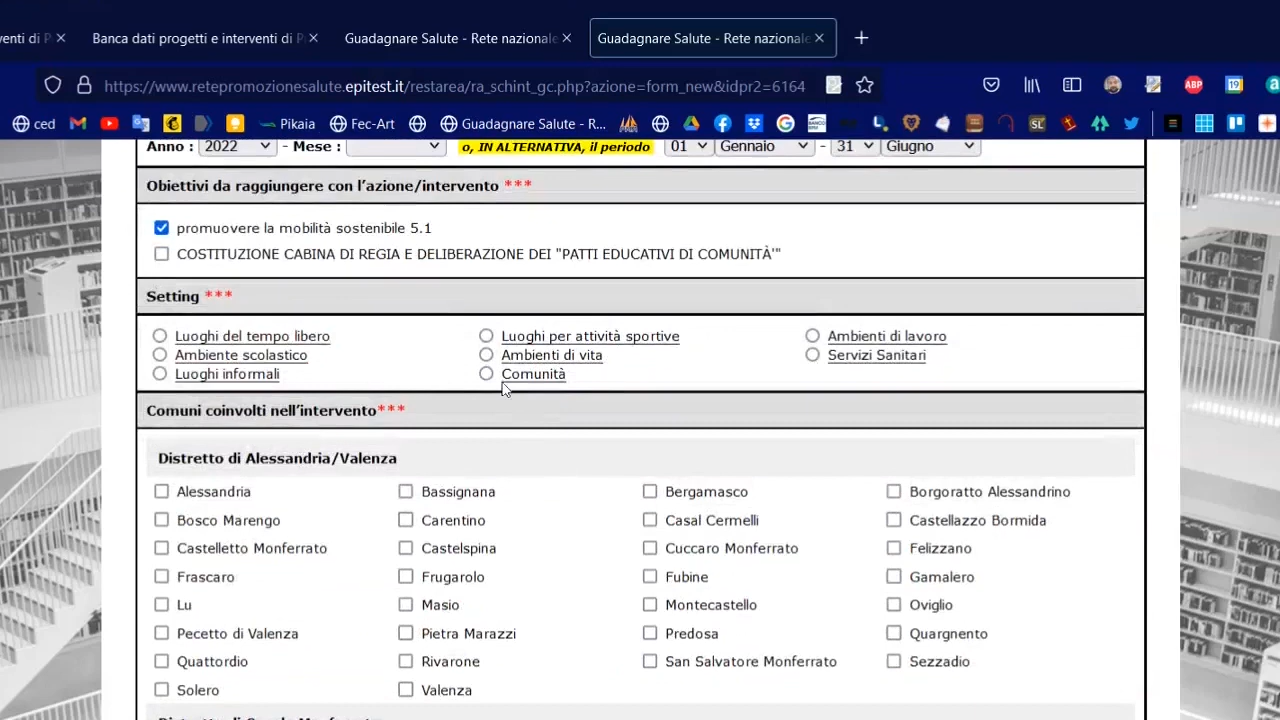 venti di P
Banca dati progetti e interventi di P
Guadagnare Salute - Rete nazionale
Guadagnare Salute - Rete nazionale
https://www.retepromozionesalute.epitest.it/restarea/ra_schint_gc.php?azione=form_new&idpr2=6164
ABP
19
ced
Pikaia
Fec-Art
Guadagnare Salute - R...
BANCO
SL
Anno : 2022 - Mese : o, IN ALTERNATIVA, il periodo 01 Gennaio - 31 Giugno
Obiettivi da raggiungere con l'azione/intervento ***
promuovere la mobilità sostenibile 5.1
COSTITUZIONE CABINA DI REGIA E DELIBERAZIONE DEI "PATTI EDUCATIVI DI COMUNITÀ'"
Setting ***
Luoghi del tempo libero Luoghi per attività sportive Ambienti di lavoro
Ambiente scolastico Ambienti di vita Servizi Sanitari
Luoghi informali Comunità
Comuni coinvolti nell'intervento***
Distretto di Alessandria/Valenza
Alessandria Bassignana Bergamasco Borgoratto Alessandrino
Bosco Marengo Carentino Casal Cermelli Castellazzo Bormida
Castelletto Monferrato Castelspina Cuccaro Monferrato Felizzano
Frascaro Frugarolo Fubine Gamalero
Lu Masio Montecastello Oviglio
Pecetto di Valenza Pietra Marazzi Predosa Quargnento
Quattordio Rivarone San Salvatore Monferrato Sezzadio
Solero Valenza